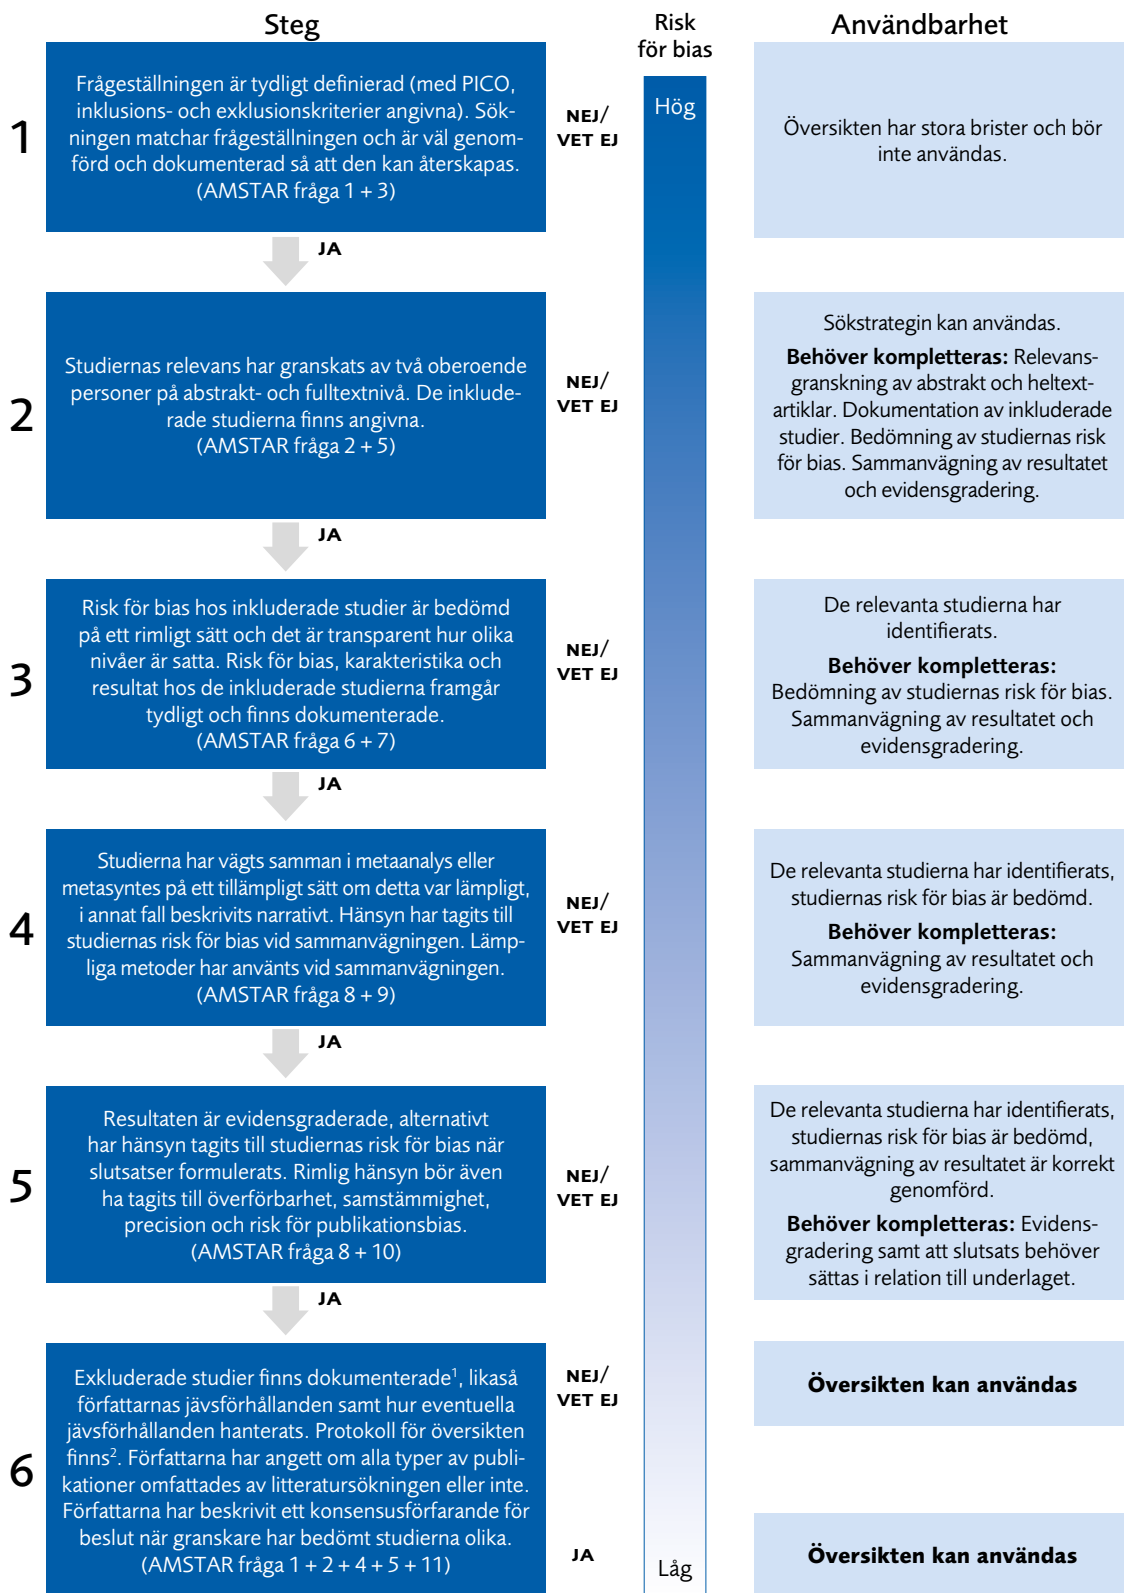 Steg
Risk
för bias
Användbarhet
1
Frågeställningen är tydligt definierad (med PICO,
inklusions- och exklusionskriterier angivna). Sök-
ningen matchar frågeställningen och är väl genom-
förd och dokumenterad så att den kan återskapas.
(AMSTAR fråga 1 + 3)
NEJ/
VET EJ
Hög
Översikten har stora brister och bör
inte användas.
JA
2
Studiernas relevans har granskats av två oberoende
personer på abstrakt- och fulltextnivå. De inklude-
rade studierna finns angivna.
(AMSTAR fråga 2 + 5)
NEJ/
VET EJ
Sökstrategin kan användas.
Behöver kompletteras: Relevans-
granskning av abstrakt och heltext-
artiklar. Dokumentation av inkluderade
studier. Bedömning av studiernas risk
för bias. Sammanvägning av resultatet
och evidensgradering.
JA
3
Risk för bias hos inkluderade studier är bedömd
på ett rimligt sätt och det är transparent hur olika
nivåer är satta. Risk för bias, karakteristika och
resultat hos de inkluderade studierna framgår
tydligt och finns dokumenterade.
(AMSTAR fråga 6 + 7)
NEJ/
VET EJ
De relevanta studierna har
identifierats.
Behöver kompletteras:
Bedömning av studiernas risk för bias.
Sammanvägning av resultatet och
evidensgradering.
JA
4
Studierna har vägts samman i metaanalys eller
metasyntes på ett tillämpligt sätt om detta var lämpligt,
i annat fall beskrivits narrativt. Hänsyn har tagits till
studiernas risk för bias vid sammanvägningen. Lämp-
liga metoder har använts vid sammanvägningen.
(AMSTAR fråga 8 + 9)
NEJ/
VET EJ
De relevanta studierna har identifierats,
studiernas risk för bias är bedömd.
Behöver kompletteras:
Sammanvägning av resultatet och
evidensgradering.
JA
5
Resultaten är evidensgraderade, alternativt
har hänsyn tagits till studiernas risk för bias när
slutsatser formulerats. Rimlig hänsyn bör även
ha tagits till överförbarhet, samstämmighet,
precision och risk för publikationsbias.
(AMSTAR fråga 8 + 10)
NEJ/
VET EJ
De relevanta studierna har identifierats,
studiernas risk för bias är bedömd,
sammanvägning av resultatet är korrekt
genomförd.
Behöver kompletteras: Evidens-
gradering samt att slutsats behöver
sättas i relation till underlaget.
JA
6
Exkluderade studier finns dokumenterade¹, likaså
författarnas jävsförhållanden samt hur eventuella
jävsförhållanden hanterats. Protokoll för översikten
finns². Författarna har angett om alla typer av publi-
kationer omfattades av litteratursökningen eller inte.
Författarna har beskrivit ett konsensusförfarande för
beslut när granskare har bedömt studierna olika.
(AMSTAR fråga 1 + 2 + 4 + 5 + 11)
NEJ/
VET EJ
Översikten kan användas
JA
Låg
Översikten kan användas